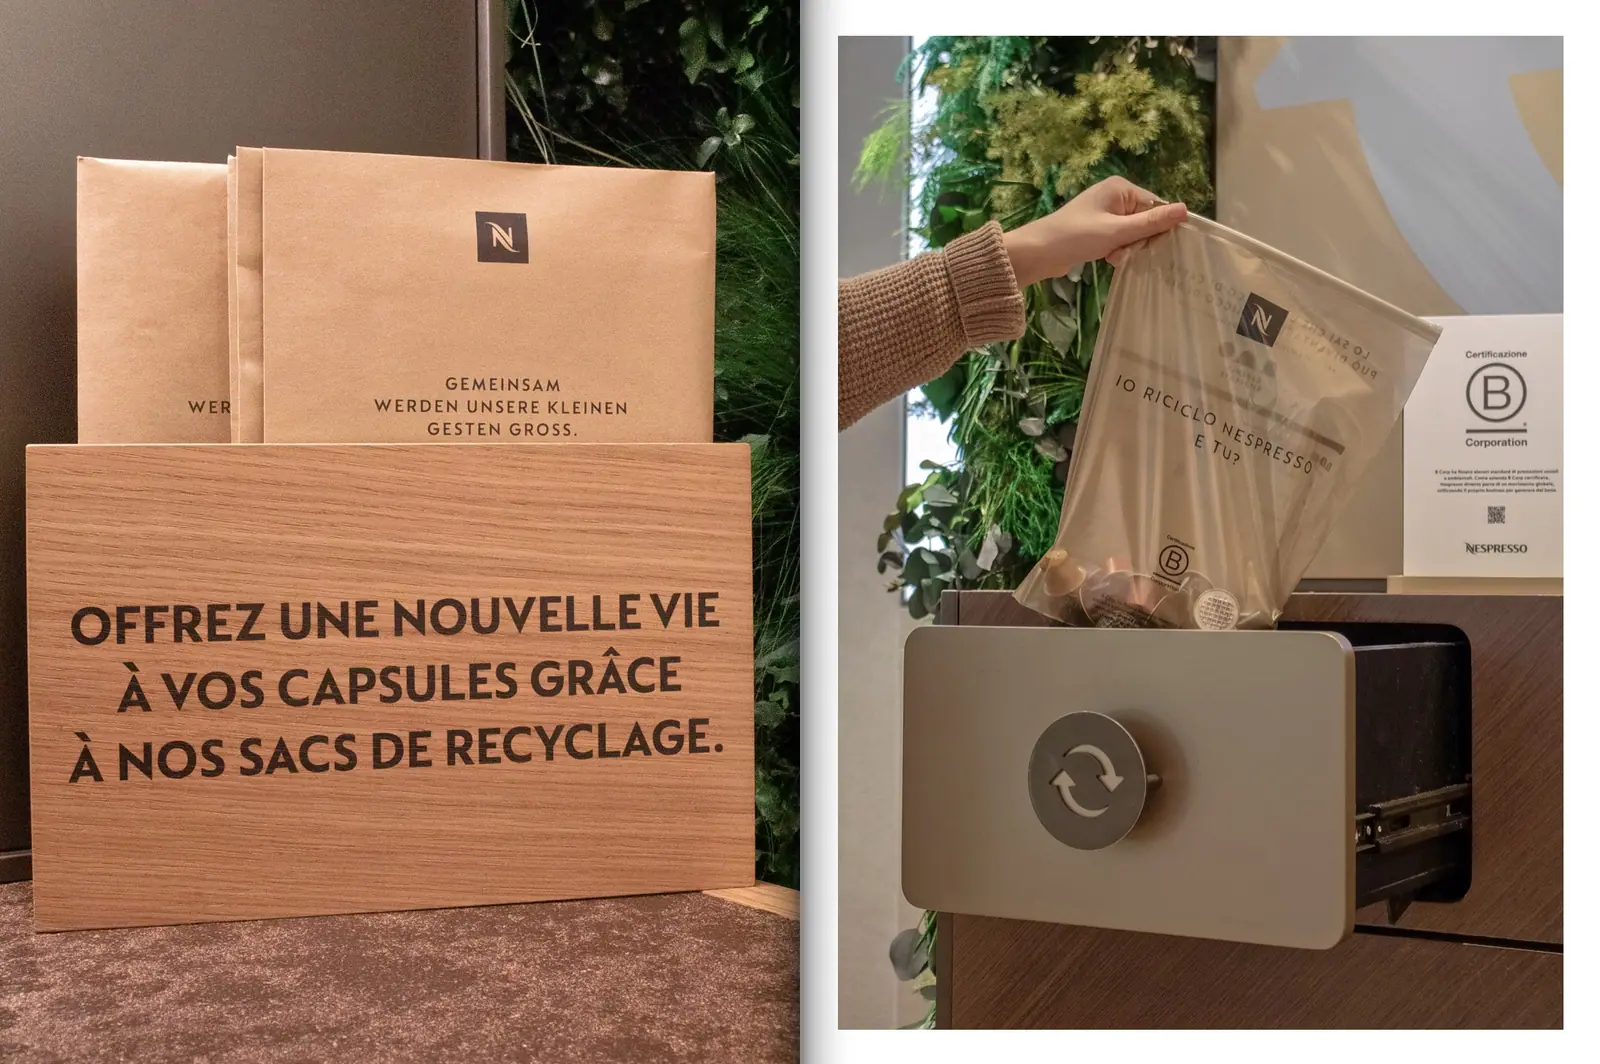 N
GEMEINSAM
WERDEN UNSERE KLEINEN
GESTEN GROSS.
WER
OFFREZ UNE NOUVELLE VIE
À VOS CAPSULES GRÂCE
À NOS SACS DE RECYCLAGE.
N
IO RICICLO NESPRESSO
E TU?
Certificazione
B
Certificazione
B
Corporation
NESPRESSO